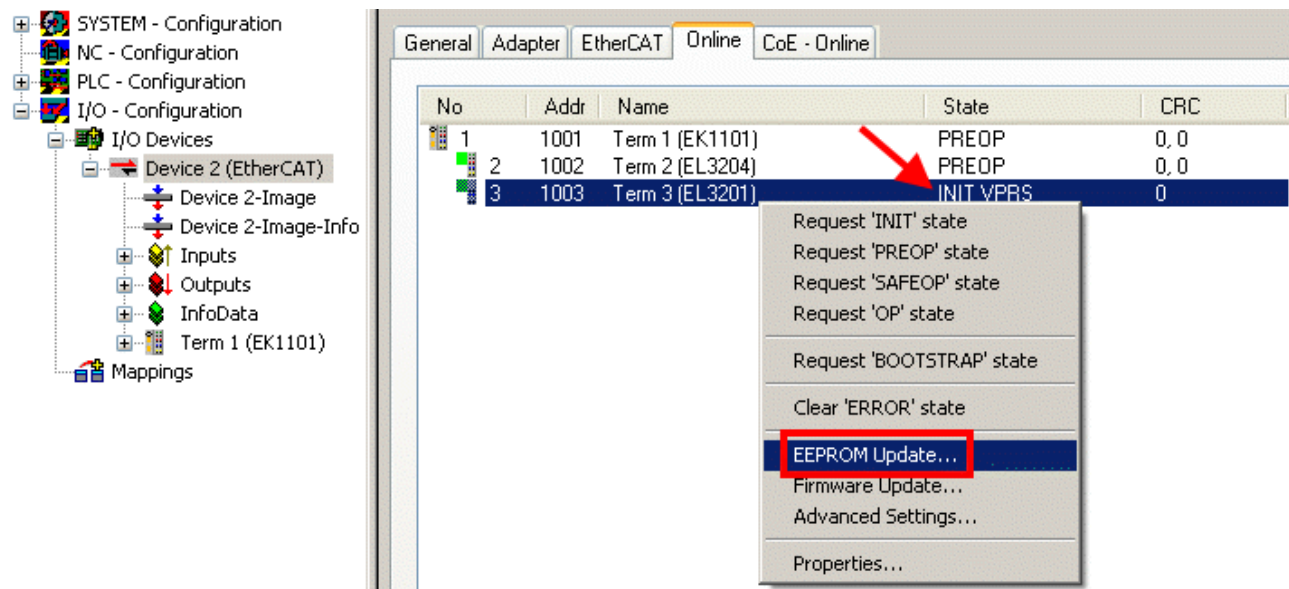 SYSTEM - Configuration
NC - Configuration
PLC - Configuration
I/O - Configuration
I/O Devices
Device 2 (EtherCAT)
Device 2-Image
Device 2-Image-Info
Inputs
Outputs
InfoData
Term 1 (EK1101)
Mappings
General Adapter EtherCAT Online CoE - Online
No Addr Name State CRC
1 1001 Term 1 (EK1101) PREOP 0, 0
2 1002 Term 2 (EL3204) PREOP 0, 0
3 1003 Term 3 (EL3201) INIT VPRS 0
Request 'INIT' state
Request 'PREOP' state
Request 'SAFEOP' state
Request 'OP' state
Request 'BOOTSTRAP' state
Clear 'ERROR' state
EEPROM Update...
Firmware Update...
Advanced Settings...
Properties...